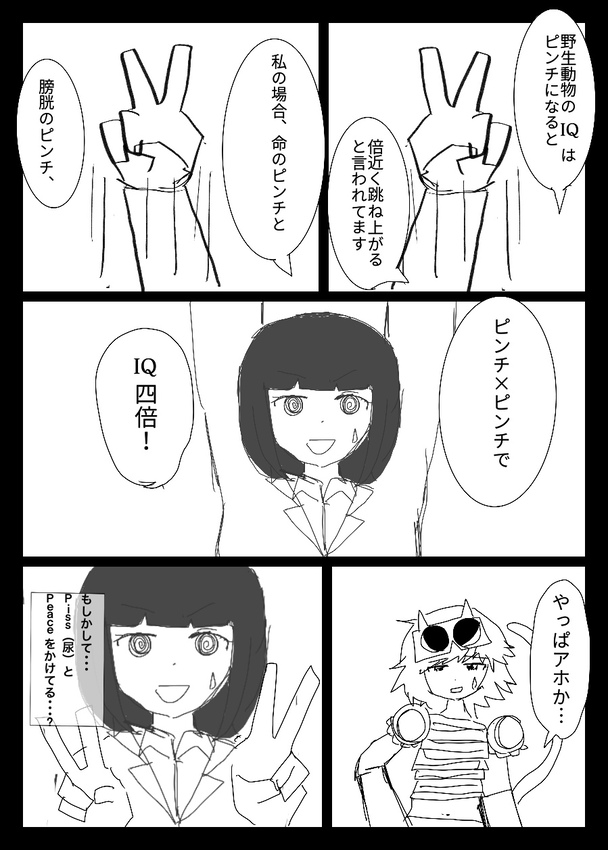 野生動物のIQは
ピンチになると
倍近く跳ね上がる
と言われてます
私の場合、命のピンチと
膀胱のピンチ、
ピンチ×ピンチで
IQ四倍！
やっぱアホか…
もしかして・・・
Piss（尿）と
Peaceをかけてる・・・?